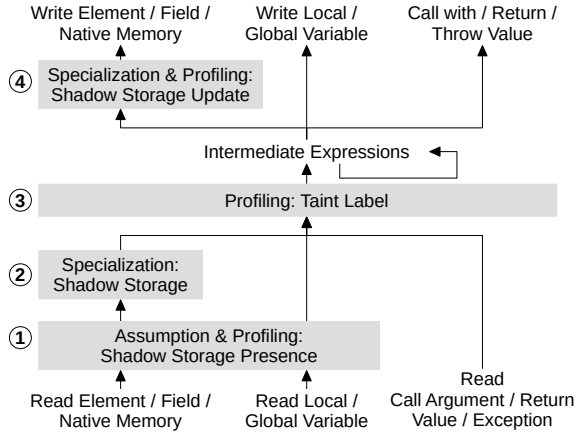 Write Element / Field /
Native Memory
Write Local /
Global Variable
Call with / Return /
Throw Value
4
Specialization & Profiling:
Shadow Storage Update
Intermediate Expressions
3
Profiling: Taint Label
2
Specialization:
Shadow Storage
1
Assumption & Profiling:
Shadow Storage Presence
Read Element / Field /
Native Memory
Read Local /
Global Variable
Read
Call Argument / Return
Value / Exception